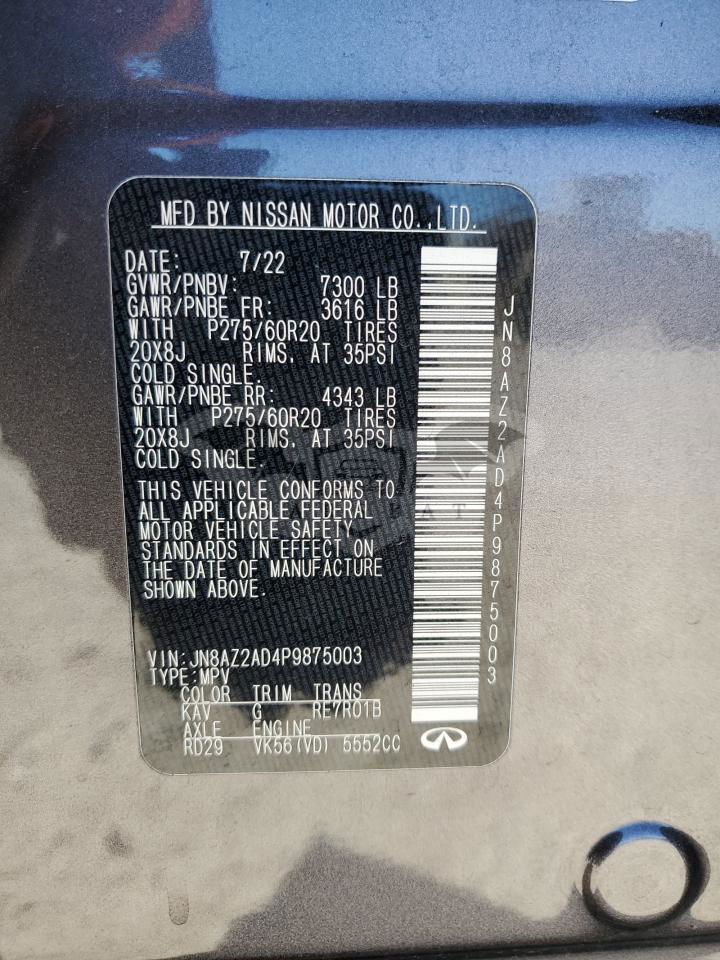 MFD BY NISSAN MOTOR CO.,LTD.
DATE: 7/22
GVWR/PNBV: 7300 LB
GAWR/PNBE FR: 3616 LB
WITH P275/60R20 TIRES
20X8J RIMS. AT 35PSI
COLD SINGLE.
GAWR/PNBE RR: 4343 LB
WITH P275/60R20 TIRES
20X8J RIMS. AT 35PSI
COLD SINGLE.
THIS VEHICLE CONFORMS TO
ALL APPLICABLE FEDERAL
MOTOR VEHICLE SAFETY
STANDARDS IN EFFECT ON
THE DATE OF MANUFACTURE
SHOWN ABOVE.
VIN:JN8AZ2AD4P9875003
TYPE:MPV
COLOR TRIM TRANS
KAV G RE7R01B
AXLE ENGINE
RD29 VK56(VD) 5552CC
JN8AZ2AD4P9875003